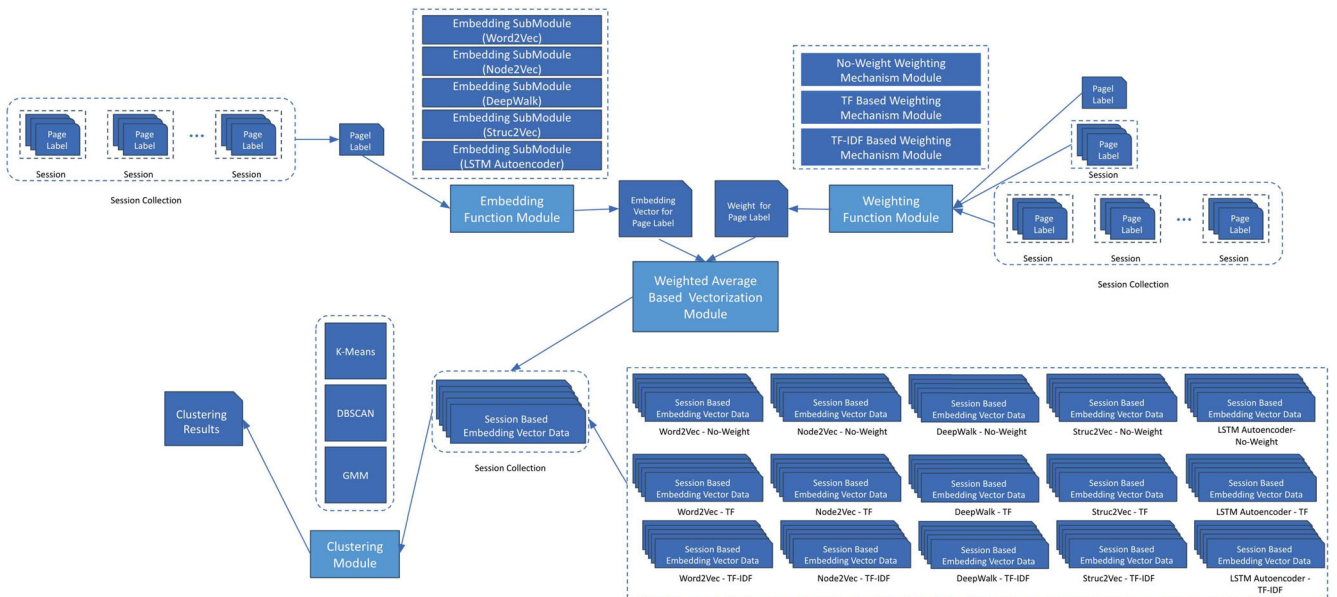 Embedding SubModule
(Word2Vec)
Embedding SubModule
(Node2Vec)
Embedding SubModule
(DeepWalk)
Embedding SubModule
(Struc2Vec)
Embedding SubModule
(LSTM Autoencoder)
No-Weight Weighting
Mechanism Module
TF Based Weighting
Mechanism Module
TF-IDF Based Weighting
Mechanism Module
Page
Label
Page
Label
...
Page
Label
Session
Session
Session
Session Collection
Pagel
Label
Embedding
Function Module
Embedding
Vector for
Page Label
Weight for
Page Label
Weighting
Function Module
Pagel
Label
Page
Label
Session
Page
Label
Page
Label
...
Page
Label
Session
Session
Session
Session Collection
Weighted Average
Based Vectorization
Module
K-Means
DBSCAN
GMM
Clustering
Results
Clustering
Module
Session Based
Embedding Vector Data
Session Collection
Session Based
Embedding Vector Data
Word2Vec - No-Weight
Session Based
Embedding Vector Data
Node2Vec - No-Weight
Session Based
Embedding Vector Data
DeepWalk - No-Weight
Session Based
Embedding Vector Data
Struc2Vec - No-Weight
Session Based
Embedding Vector Data
LSTM Autoencoder-
No-Weight
Session Based
Embedding Vector Data
Word2Vec - TF
Session Based
Embedding Vector Data
Node2Vec - TF
Session Based
Embedding Vector Data
DeepWalk - TF
Session Based
Embedding Vector Data
Struc2Vec - TF
Session Based
Embedding Vector Data
LSTM Autoencoder - TF
Session Based
Embedding Vector Data
Word2Vec - TF-IDF
Session Based
Embedding Vector Data
Node2Vec - TF-IDF
Session Based
Embedding Vector Data
DeepWalk - TF-IDF
Session Based
Embedding Vector Data
Struc2Vec - TF-IDF
Session Based
Embedding Vector Data
LSTM Autoencoder -
TF-IDF